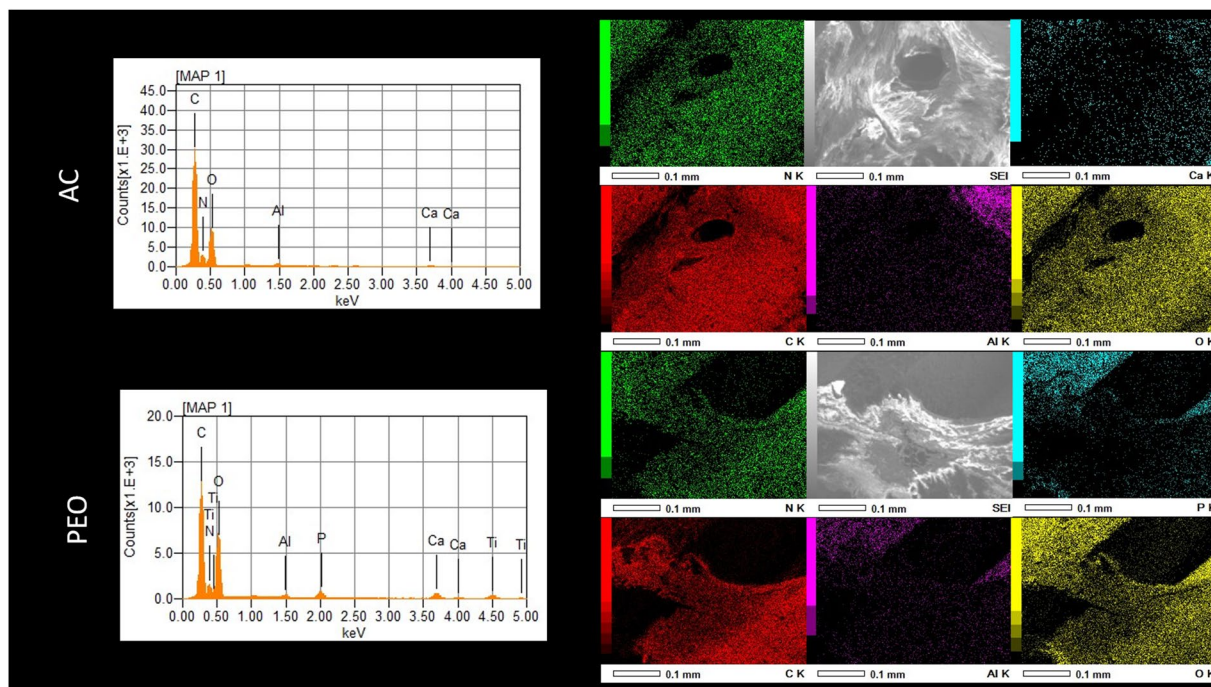 AC
[MAP 1]
Counts[x1.E+3]
45.0
40.0
35.0
30.0
25.0
20.0
15.0
10.0
5.0
0.0
C
N
O
Al
Ca
Ca
0.00 0.50 1.00 1.50 2.00 2.50 3.00 3.50 4.00 4.50 5.00
keV
0.1 mm N K
0.1 mm SEI
0.1 mm Ca K
0.1 mm C K
0.1 mm Al K
0.1 mm O K
PEO
[MAP 1]
Counts[x1.E+3]
20.0
15.0
10.0
5.0
0.0
C
O
Ti
Ti
N
Al
P
Ca
Ca
Ti
Ti
0.00 0.50 1.00 1.50 2.00 2.50 3.00 3.50 4.00 4.50 5.00
keV
0.1 mm N K
0.1 mm SEI
0.1 mm P K
0.1 mm C K
0.1 mm Al K
0.1 mm O K